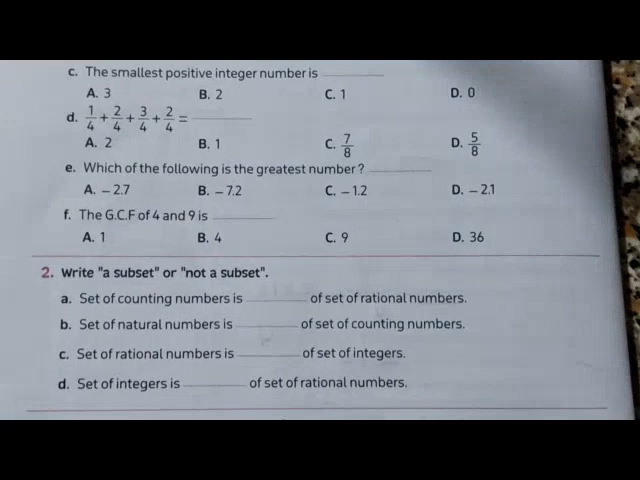 c. The smallest positive integer number is ________
A. 3 B. 2 C. 1 D. 0
d. 1/4 + 2/4 + 3/4 + 2/4 = ________
A. 2 B. 1 C. 7/8 D. 5/8
e. Which of the following is the greatest number? ________
A. – 2.7 B. – 7.2 C. – 1.2 D. – 2.1
f. The G.C.F of 4 and 9 is ________
A. 1 B. 4 C. 9 D. 36
2. Write "a subset" or "not a subset".
a. Set of counting numbers is ________ of set of rational numbers.
b. Set of natural numbers is ________ of set of counting numbers.
c. Set of rational numbers is ________ of set of integers.
d. Set of integers is ________ of set of rational numbers.